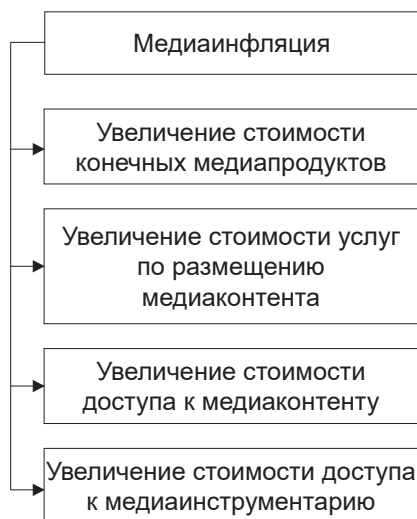 Медиаинфляция
Увеличение стоимости
конечных медиапродуктов
Увеличение стоимости услуг
по размещению
медиаконтента
Увеличение стоимости
доступа к медиаконтенту
Увеличение стоимости доступа
к медиаинструментарию